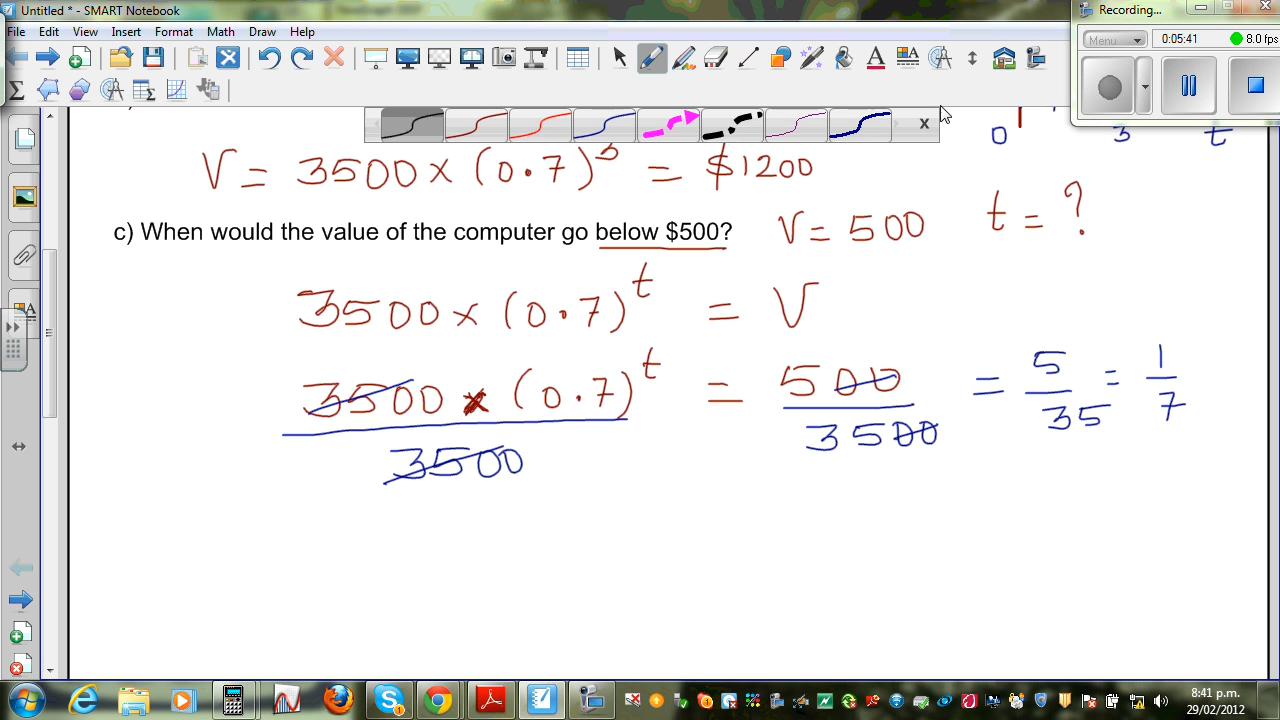 Untitled * - SMART Notebook
Recording...
File Edit View Insert Format Math Draw Help
Menu 0:05:41 8.0 fps
0 3 t
V = 3500 × (0.7)³ = $1200
c) When would the value of the computer go below $500? V = 500 t = ?
3500 × (0.7)^t = V
3500 × (0.7)^t / 3500 = 500 / 3500 = 5 / 35 = 1 / 7
8:41 p.m.
29/02/2012